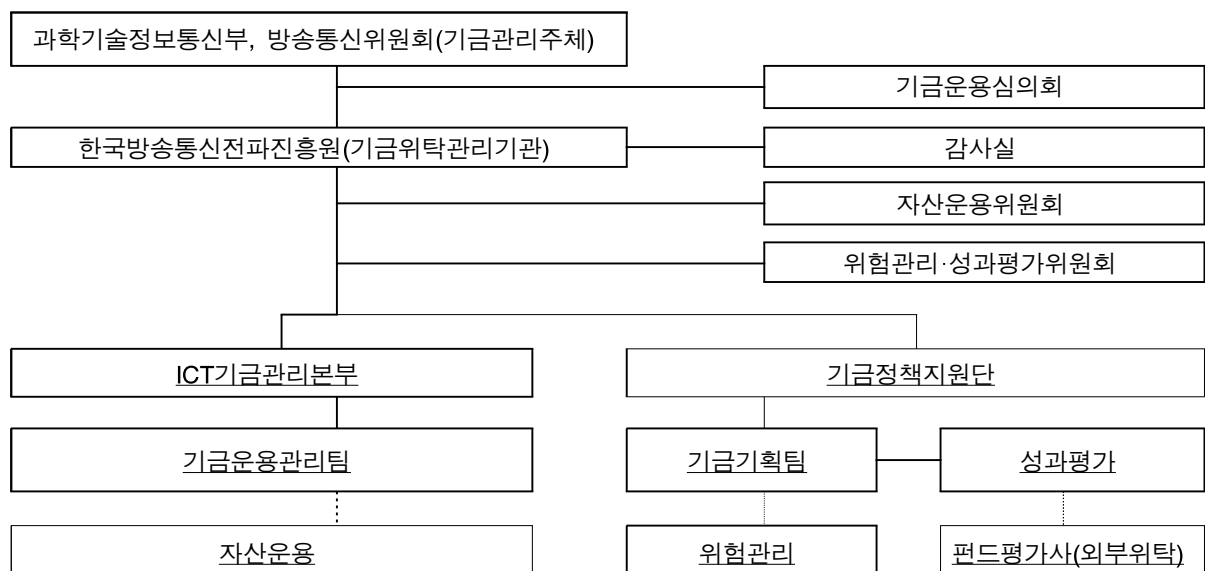 과학기술정보통신부, 방송통신위원회(기금관리주체)
기금운용심의회
한국방송통신전파진흥원(기금위탁관리기관)
감사실
자산운용위원회
위험관리·성과평가위원회
ICT기금관리본부
기금정책지원단
기금운용관리팀
기금기획팀
성과평가
자산운용
위험관리
펀드평가사(외부위탁)